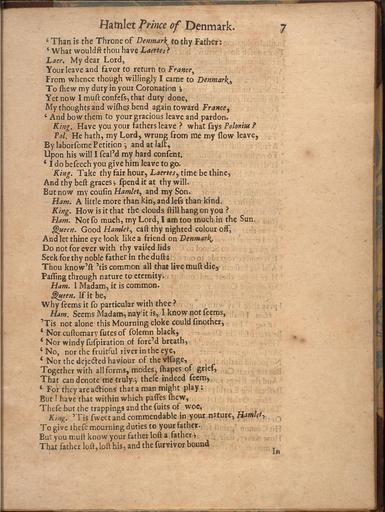 Hamlet Prince of Denmark. 7
‘ Than is the Throne of Denmark to thy Father:
‘ What wouldſt thou have Laertes?
Laer. My dear Lord,
Your leave and favor to return to France,
From whence though willingly I came to Denmark,
To ſhew my duty in your Coronation;
Yet now I muſt confeſs, that duty done,
My thoughts and wiſhes bend again toward France,
‘ And bow them to your gracious leave and pardon.
King. Have you your fathers leave? what ſays Polonius?
Pol. He hath, my Lord, wrung from me my ſlow leave,
By laborſome Petition; and at laſt,
Upon his will I ſeal'd my hard conſent.
‘ I do beſeech you give him leave to go.
King. Take thy fair hour, Laertes, time be thine,
And thy beſt graces; ſpend it at thy will.
But now my couſin Hamlet, and my Son.
Ham. A little more than kin, and leſs than kind.
King. How is it that the clouds ſtill hang on you?
Ham. Not ſo much, my Lord, I am too much in the Sun.
Queen. Good Hamlet, caſt thy nighted colour off,
And let thine eye look like a friend on Denmark,
Do not for ever with thy vailed lids
Seek for thy noble father in the duſt:
Thou know'ſt 'tis common all that live muſt die,
Paſſing through nature to eternity.
Ham. I Madam, it is common.
Queen. If it be,
Why ſeems it ſo particular with thee?
Ham. Seems Madam, nay it is, I know not ſeems,
'Tis not alone this Mourning cloke could ſmother,
‘ Nor cuſtomary ſutes of ſolemn black,
‘ Nor windy ſuſpiration of forc'd breath,
‘ No, nor the fruitful river in the eye,
‘ Nor the dejected haviour of the viſage,
Together with all forms, modes, ſhapes of grief,
That can denote me truly; theſe indeed ſeem,
‘ For they are actions that a man might play:
But I have that within which paſſes ſhew,
Theſe but the trappings and the ſuits of woe.
King. 'Tis ſweet and commendable in your nature, Hamlet,
To give theſe mourning duties to your father.
But you muſt know your father loſt a father;
That father loſt, loſt his, and the ſurvivor bound
In